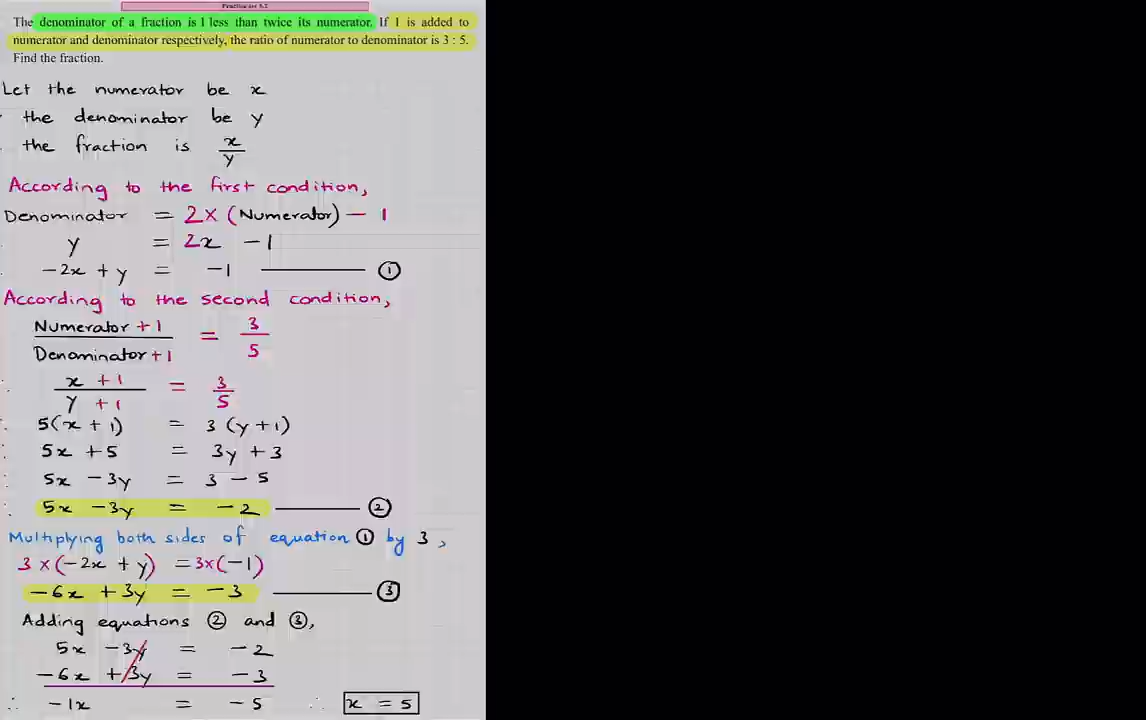 Practice set 5.2
The denominator of a fraction is 1 less than twice its numerator. If 1 is added to
numerator and denominator respectively, the ratio of numerator to denominator is 3 : 5.
Find the fraction.
Let the numerator be x
the denominator be y
the fraction is x/y
According to the first condition,
Denominator = 2 × (Numerator) − 1
y = 2x − 1
−2x + y = −1 ——— ①
According to the second condition,
Numerator + 1 / Denominator + 1 = 3/5
x + 1 / y + 1 = 3/5
5(x + 1) = 3 (y + 1)
5x + 5 = 3y + 3
5x − 3y = 3 − 5
5x − 3y = −2 ——— ②
Multiplying both sides of equation ① by 3,
3 × (−2x + y) = 3 × (−1)
−6x + 3y = −3 ——— ③
Adding equations ② and ③,
5x − 3y = −2
−6x + 3y = −3
∴ −1x = −5 ∴ x = 5